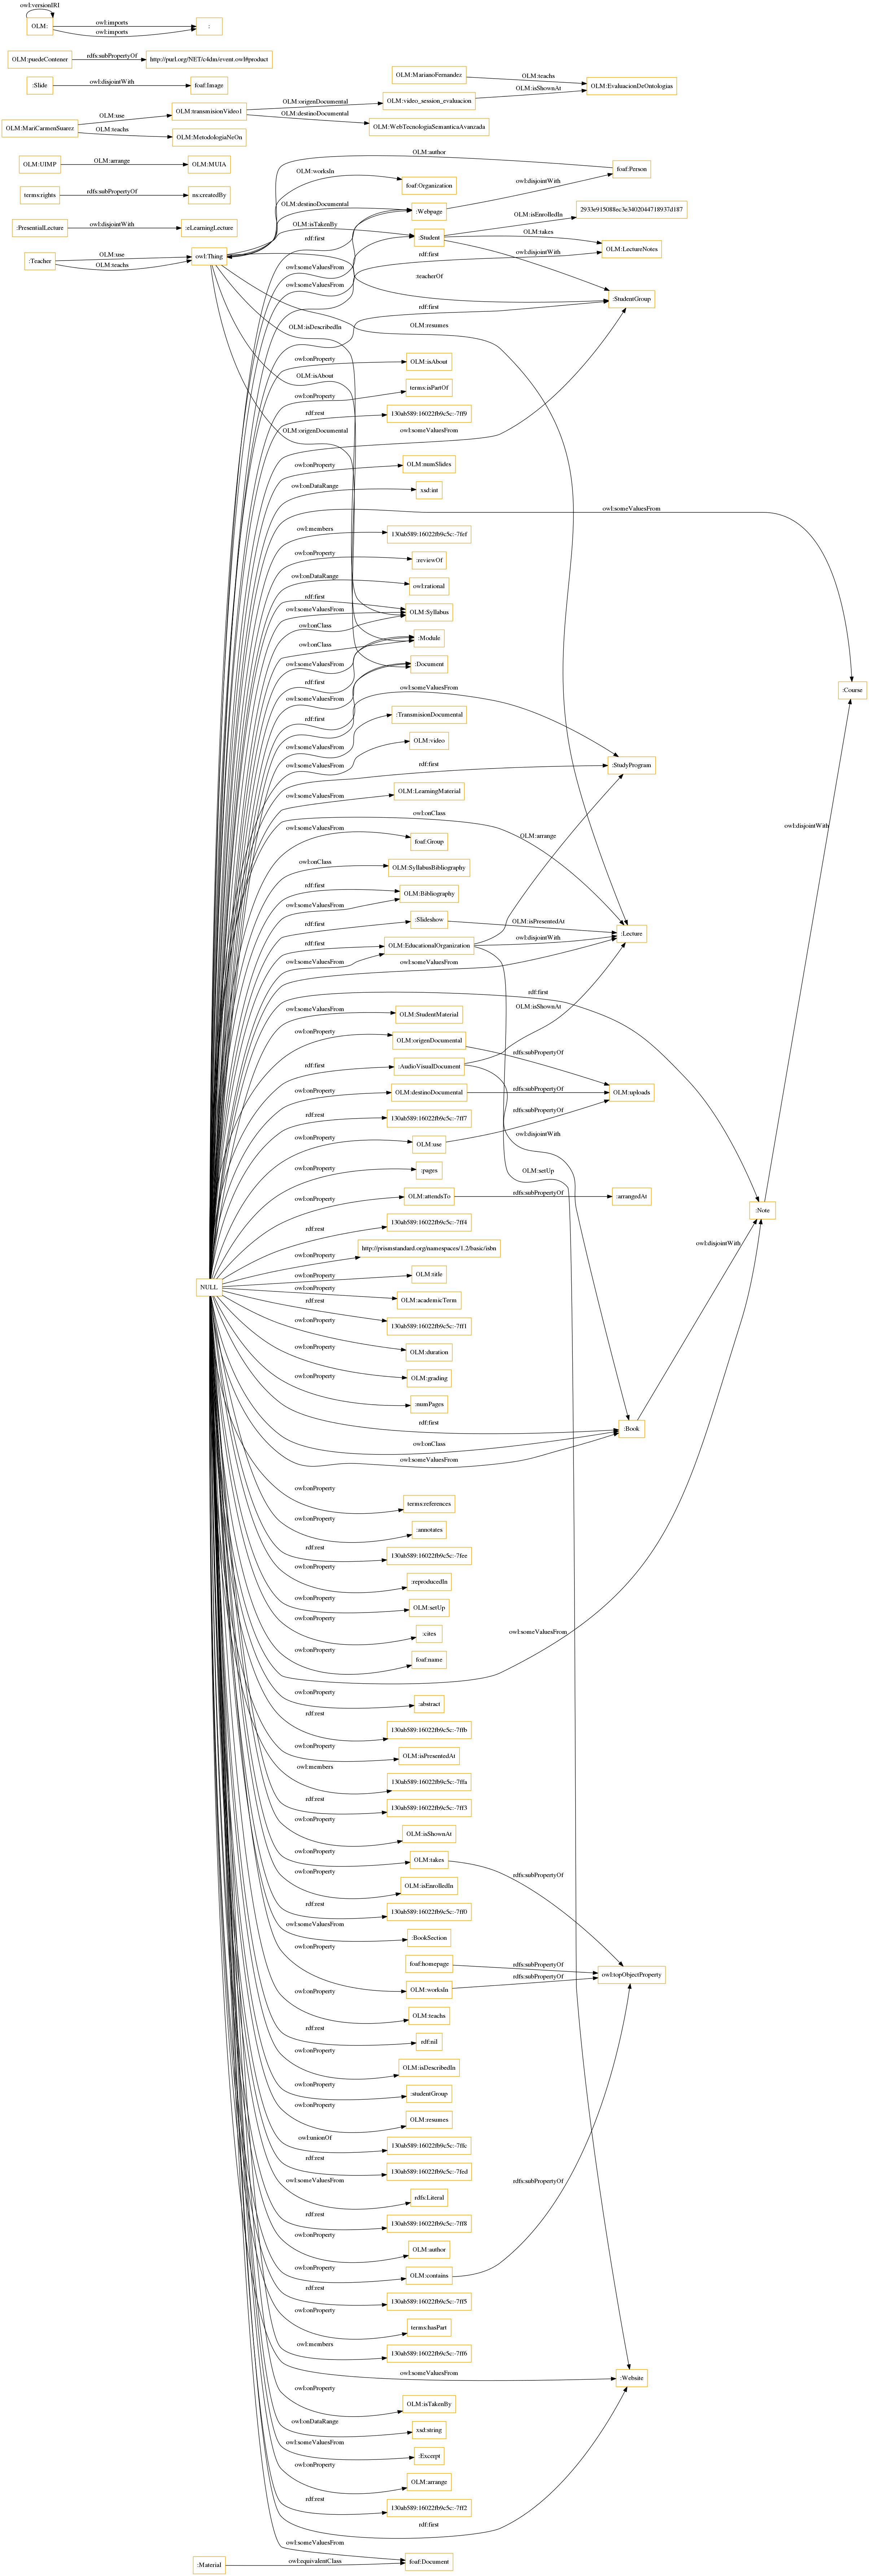 owl:versionIRI
OLM:
owl:imports
owl:imports
:
OLM:puedeContener
rdfs:subPropertyOf
http://purl.org/NET/c4dm/event.owl#product
:Slide
owl:disjointWith
foaf:Image
OLM:MarianoFernandez
OLM:teachs
OLM:EvaluacionDeOntologias
OLM:MariCarmenSuarez
OLM:use
OLM:transmisionVideo1
OLM:origenDocumental
OLM:video_session_evaluacion
OLM:isShownAt
OLM:destinoDocumental
OLM:WebTecnologiaSemanticaAvanzada
OLM:teachs
OLM:MetodologiaNeOn
OLM:UIMP
OLM:arrange
OLM:MUIA
terms:rights
rdfs:subPropertyOf
ns:createdBy
:PresentialLecture
owl:disjointWith
:eLearningLecture
:Teacher
OLM:use
OLM:teachs
owl:Thing
OLM:author
OLM:worksIn
foaf:Organization
foaf:Person
OLM:destinoDocumental
:Webpage
owl:disjointWith
OLM:isTakenBy
:Student
OLM:isEnrolledIn
2933e915088ec3e3402044718937d187
OLM:takes
OLM:LectureNotes
rdf:first
owl:someValuesFrom
owl:someValuesFrom
rdf:first
owl:disjointWith
:teacherOf
:StudentGroup
OLM:isDescribedIn
OLM:resumes
owl:onProperty
OLM:isAbout
OLM:isAbout
owl:onProperty
terms:isPartOf
rdf:rest
130ab589:16022fb9c5c:-7ff9
OLM:origenDocumental
owl:someValuesFrom
owl:onProperty
OLM:numSlides
owl:onDataRange
xsd:int
owl:someValuesFrom
owl:members
130ab589:16022fb9c5c:-7fef
owl:onProperty
:reviewOf
owl:onDataRange
owl:rational
rdf:first
owl:someValuesFrom
OLM:Syllabus
owl:onClass
owl:onClass
:Module
owl:someValuesFrom
rdf:first
:Document
owl:someValuesFrom
rdf:first
owl:someValuesFrom
:Course
owl:someValuesFrom
:TransmisionDocumental
owl:someValuesFrom
OLM:video
rdf:first
:StudyProgram
owl:someValuesFrom
OLM:LearningMaterial
owl:onClass
owl:disjointWith
owl:someValuesFrom
foaf:Group
OLM:arrange
owl:onClass
OLM:SyllabusBibliography
rdf:first
OLM:Bibliography
owl:someValuesFrom
rdf:first
:Slideshow
OLM:isPresentedAt
:Lecture
rdf:first
OLM:EducationalOrganization
owl:disjointWith
owl:someValuesFrom
owl:someValuesFrom
rdf:first
owl:someValuesFrom
OLM:StudentMaterial
OLM:isShownAt
owl:onProperty
OLM:origenDocumental
rdfs:subPropertyOf
rdf:first
:AudioVisualDocument
owl:onProperty
OLM:destinoDocumental
rdfs:subPropertyOf
OLM:uploads
rdf:rest
130ab589:16022fb9c5c:-7ff7
rdfs:subPropertyOf
owl:onProperty
OLM:use
owl:disjointWith
owl:onProperty
:pages
OLM:setUp
owl:onProperty
OLM:attendsTo
rdfs:subPropertyOf
:arrangedAt
:Note
rdf:rest
130ab589:16022fb9c5c:-7ff4
owl:disjointWith
owl:onProperty
http://prismstandard.org/namespaces/1.2/basic/isbn
NULL
owl:onProperty
OLM:title
owl:onProperty
OLM:academicTerm
rdf:rest
130ab589:16022fb9c5c:-7ff1
owl:onProperty
OLM:duration
owl:onProperty
OLM:grading
owl:onProperty
:numPages
rdf:first
:Book
owl:onClass
owl:someValuesFrom
owl:onProperty
terms:references
owl:onProperty
:annotates
rdf:rest
130ab589:16022fb9c5c:-7fee
owl:onProperty
:reproducedIn
owl:onProperty
OLM:setUp
owl:onProperty
:cites
owl:someValuesFrom
owl:onProperty
foaf:name
owl:onProperty
:abstract
rdf:rest
130ab589:16022fb9c5c:-7ffb
owl:onProperty
OLM:isPresentedAt
owl:members
130ab589:16022fb9c5c:-7ffa
rdf:rest
130ab589:16022fb9c5c:-7ff3
owl:onProperty
OLM:isShownAt
owl:onProperty
OLM:takes
rdfs:subPropertyOf
owl:onProperty
OLM:isEnrolledIn
rdf:rest
130ab589:16022fb9c5c:-7ff0
owl:someValuesFrom
:BookSection
foaf:homepage
rdfs:subPropertyOf
owl:topObjectProperty
owl:onProperty
OLM:worksIn
rdfs:subPropertyOf
owl:onProperty
OLM:teachs
rdf:rest
rdf:nil
owl:onProperty
OLM:isDescribedIn
owl:onProperty
:studentGroup
owl:onProperty
OLM:resumes
owl:unionOf
130ab589:16022fb9c5c:-7ffc
rdf:rest
130ab589:16022fb9c5c:-7fed
rdfs:subPropertyOf
owl:someValuesFrom
rdfs:Literal
rdf:rest
130ab589:16022fb9c5c:-7ff8
owl:onProperty
OLM:author
owl:onProperty
OLM:contains
rdf:rest
130ab589:16022fb9c5c:-7ff5
owl:onProperty
terms:hasPart
owl:members
130ab589:16022fb9c5c:-7ff6
owl:someValuesFrom
:Website
owl:onProperty
OLM:isTakenBy
owl:onDataRange
xsd:string
owl:someValuesFrom
:Excerpt
owl:onProperty
OLM:arrange
rdf:rest
130ab589:16022fb9c5c:-7ff2
rdf:first
owl:someValuesFrom
:Material
owl:equivalentClass
foaf:Document